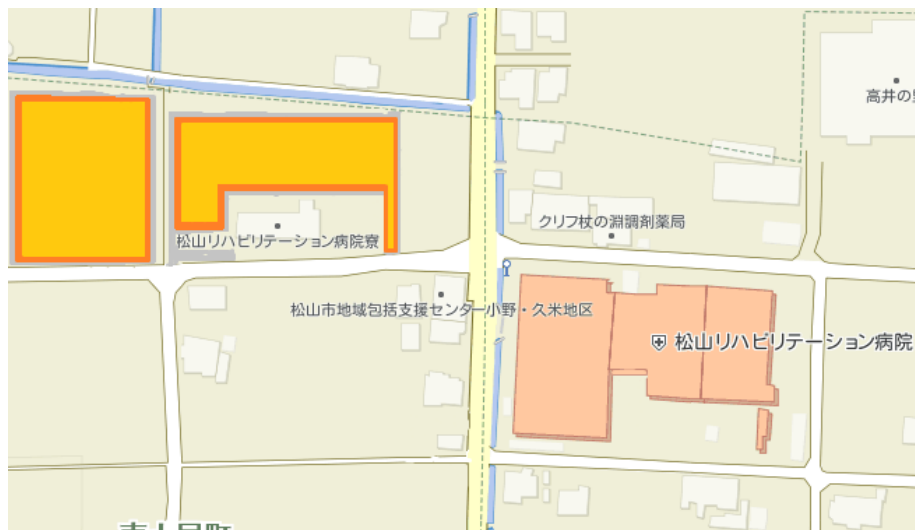 高井の
クリフ杖の淵調剤薬局
松山リハビリテーション病院寮
松山市地域包括支援センター小野・久米地区
松山リハビリテーション病院